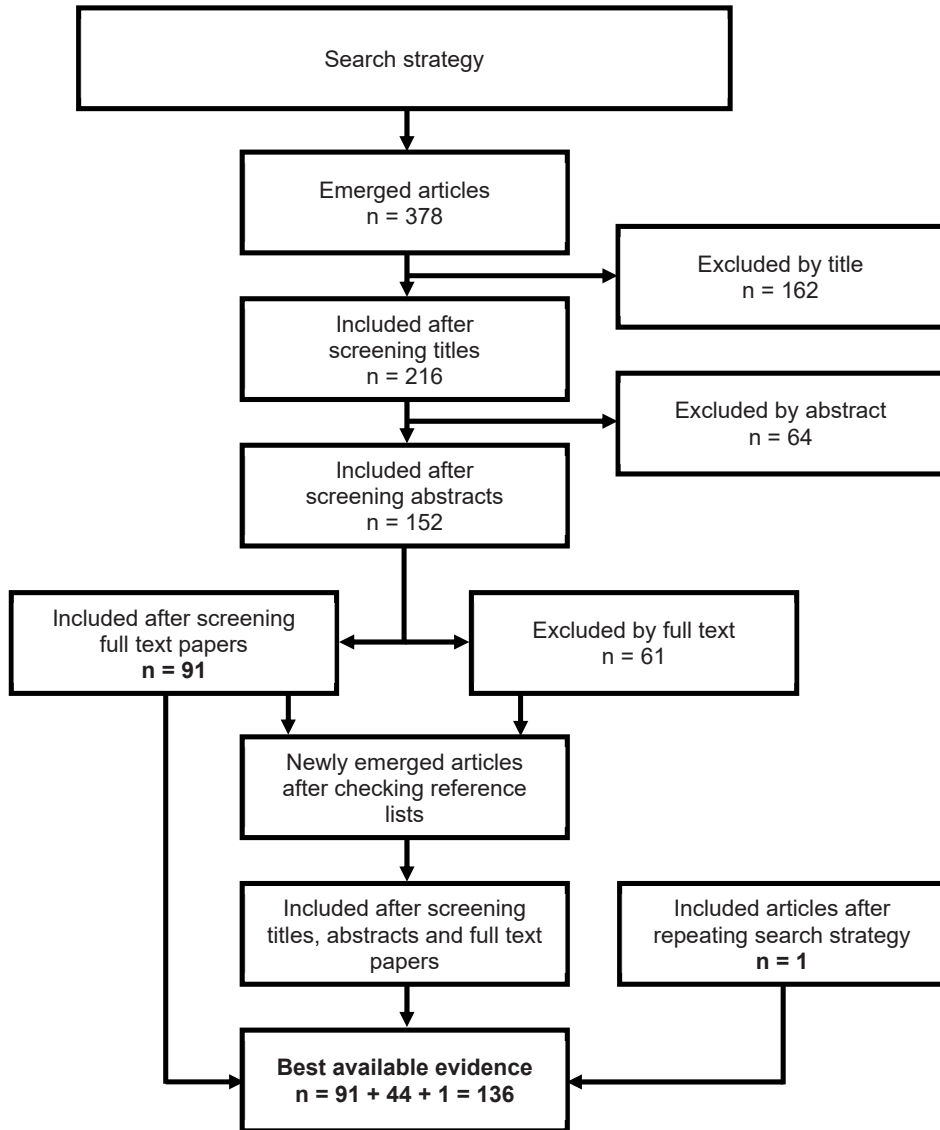 Search strategy
Emerged articles
n = 378
Excluded by title
n = 162
Included after
screening titles
n = 216
Excluded by abstract
n = 64
Included after
screening abstracts
n = 152
Included after screening
full text papers
n = 91
Excluded by full text
n = 61
Newly emerged articles
after checking reference
lists
Included after screening
titles, abstracts and full text
papers
Included articles after
repeating search strategy
n = 1
Best available evidence
n = 91 + 44 + 1 = 136